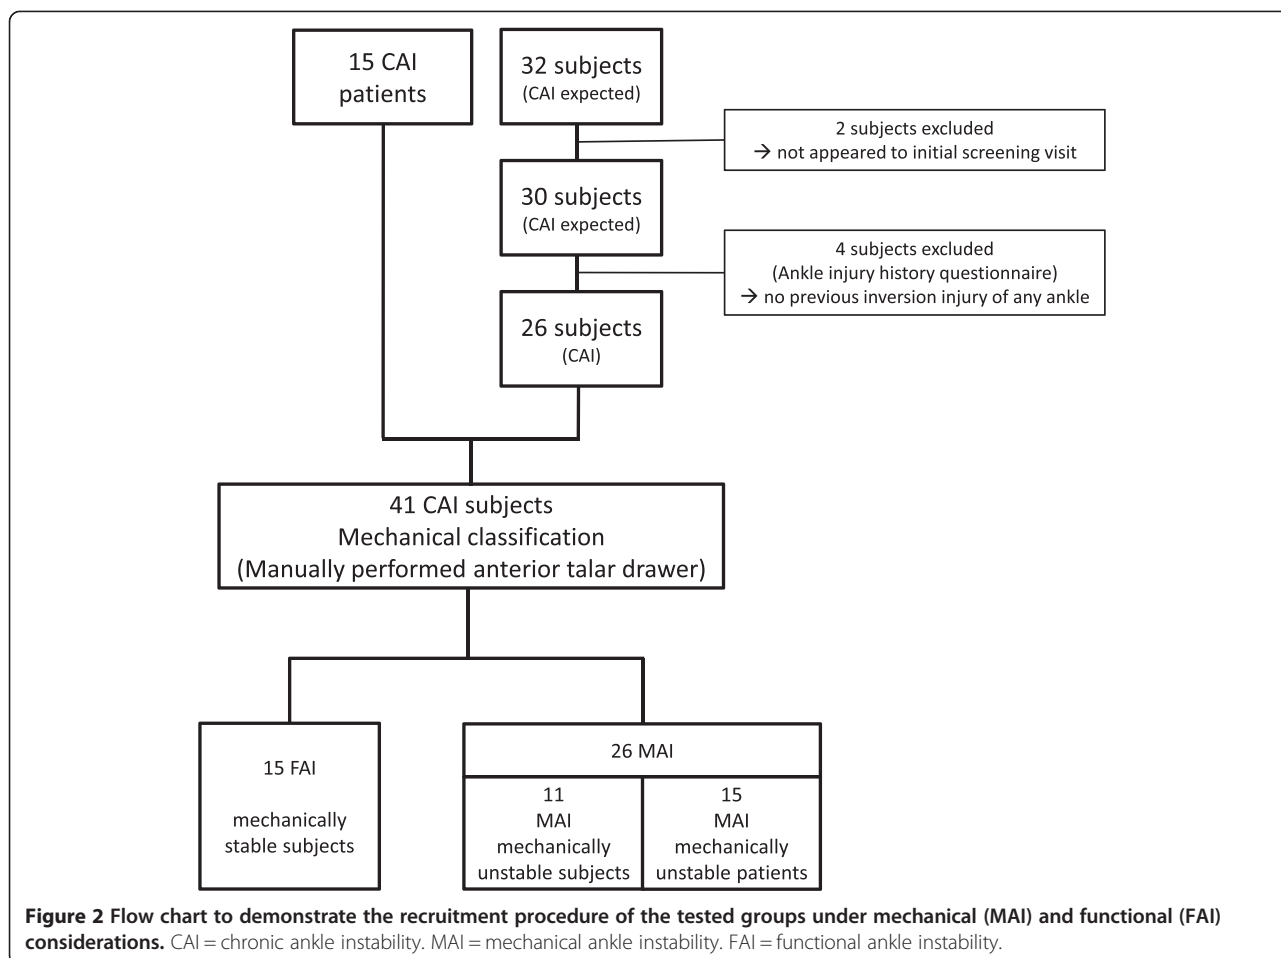 15 CAI
patients
32 subjects
(CAI expected)
2 subjects excluded
→ not appeared to initial screening visit
30 subjects
(CAI expected)
4 subjects excluded
(Ankle injury history questionnaire)
→ no previous inversion injury of any ankle
26 subjects
(CAI)
41 CAI subjects
Mechanical classification
(Manually performed anterior talar drawer)
15 FAI
mechanically
stable subjects
26 MAI
11
MAI
mechanically
unstable subjects
15
MAI
mechanically
unstable patients
Figure 2 Flow chart to demonstrate the recruitment procedure of the tested groups under mechanical (MAI) and functional (FAI)
considerations. CAI = chronic ankle instability. MAI = mechanical ankle instability. FAI = functional ankle instability.